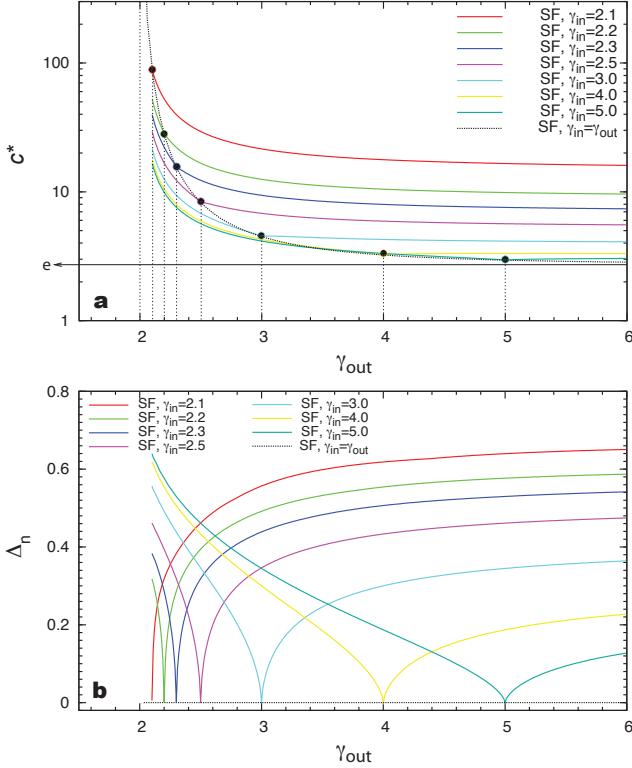 SF, γin=2.1
SF, γin=2.2
SF, γin=2.3
SF, γin=2.5
SF, γin=3.0
SF, γin=4.0
SF, γin=5.0
SF, γin=γout
100
10
e
1
c*
a
2 3 4 5 6
γout
0.8
0.6
0.4
0.2
0
Δn
SF, γin=2.1
SF, γin=2.2
SF, γin=2.3
SF, γin=2.5
SF, γin=3.0
SF, γin=4.0
SF, γin=5.0
SF, γin=γout
b
2 3 4 5 6
γout